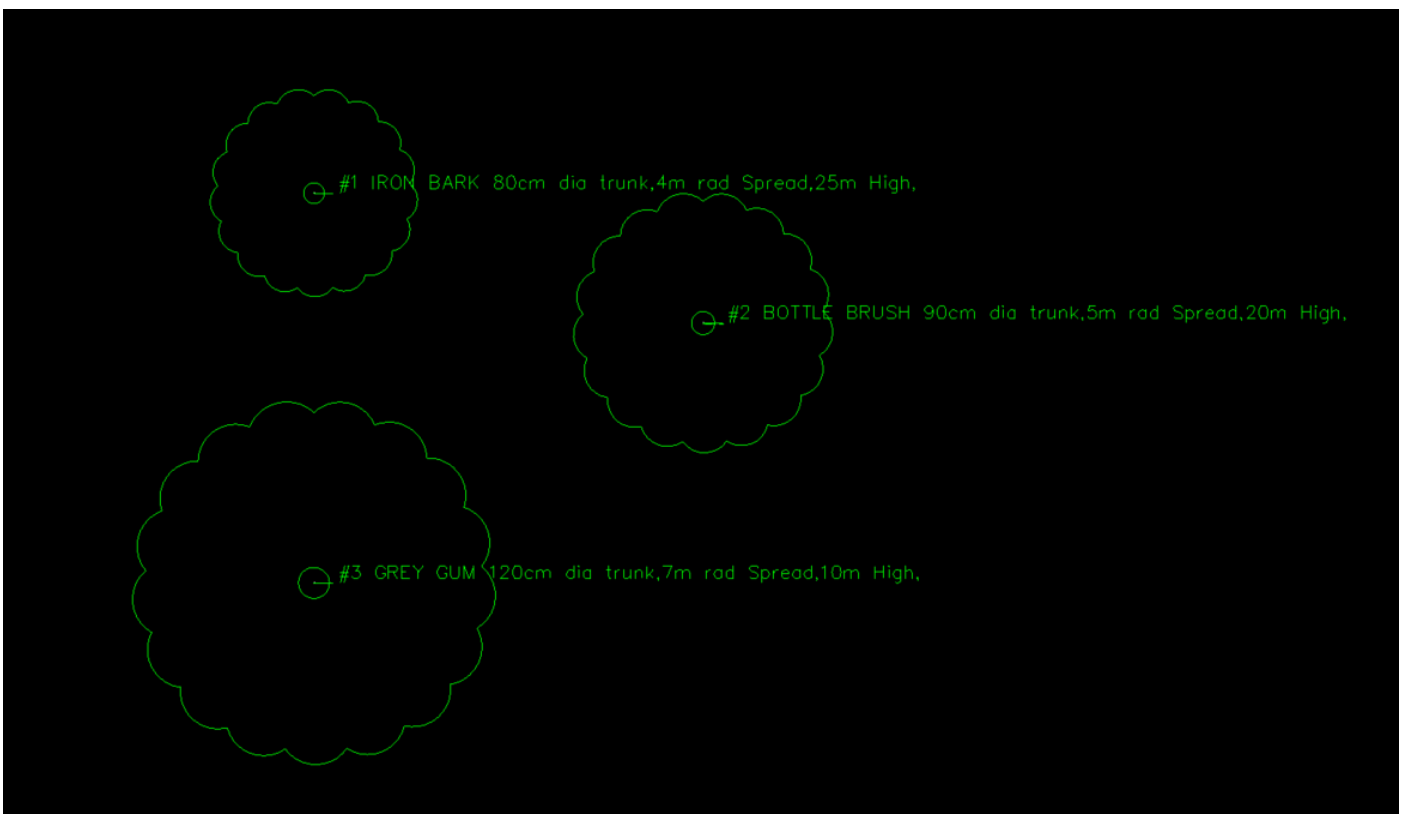 #1 IRON BARK 80cm dia trunk,4m rad Spread,25m High,
#2 BOTTLE BRUSH 90cm dia trunk,5m rad Spread,20m High,
#3 GREY GUM 120cm dia trunk,7m rad Spread,10m High,